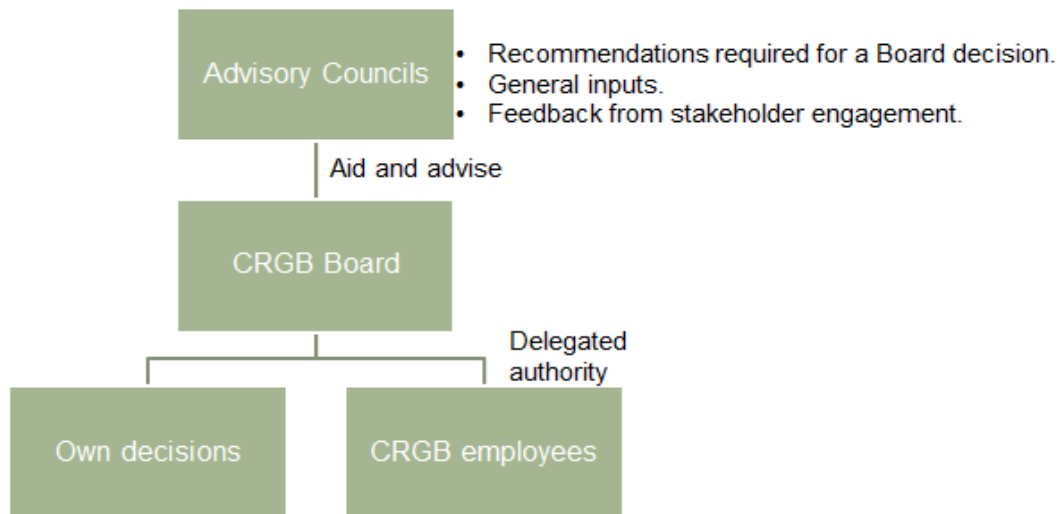 Advisory Councils
• Recommendations required for a Board decision.
• General inputs.
• Feedback from stakeholder engagement.
Aid and advise
CRGB Board
Delegated
authority
Own decisions
CRGB employees